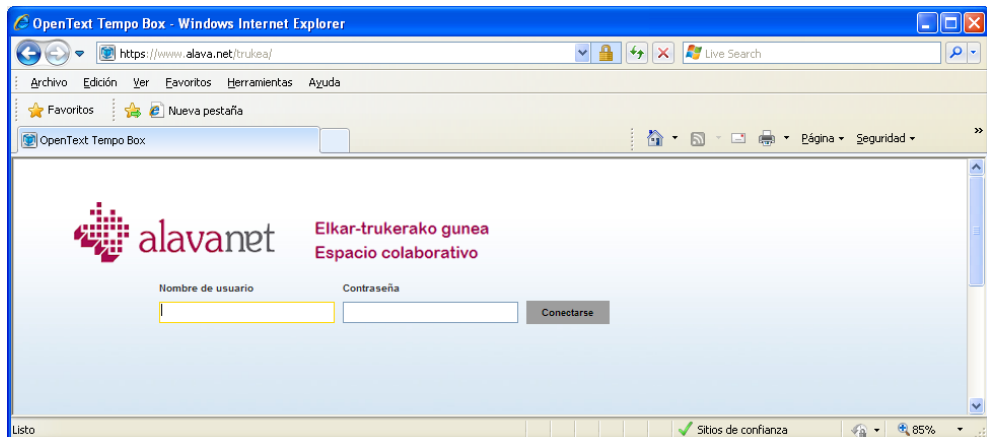 OpenText Tempo Box - Windows Internet Explorer
https://www.alava.net/trukea/
Live Search
Archivo Edición Ver Favoritos Herramientas Ayuda
Favoritos Nueva pestaña
OpenText Tempo Box
Página Seguridad »
alavanet
Elkar-trukerako gunea
Espacio colaborativo
Nombre de usuario Contraseña
Conectarse
Listo Sitios de confianza 85%